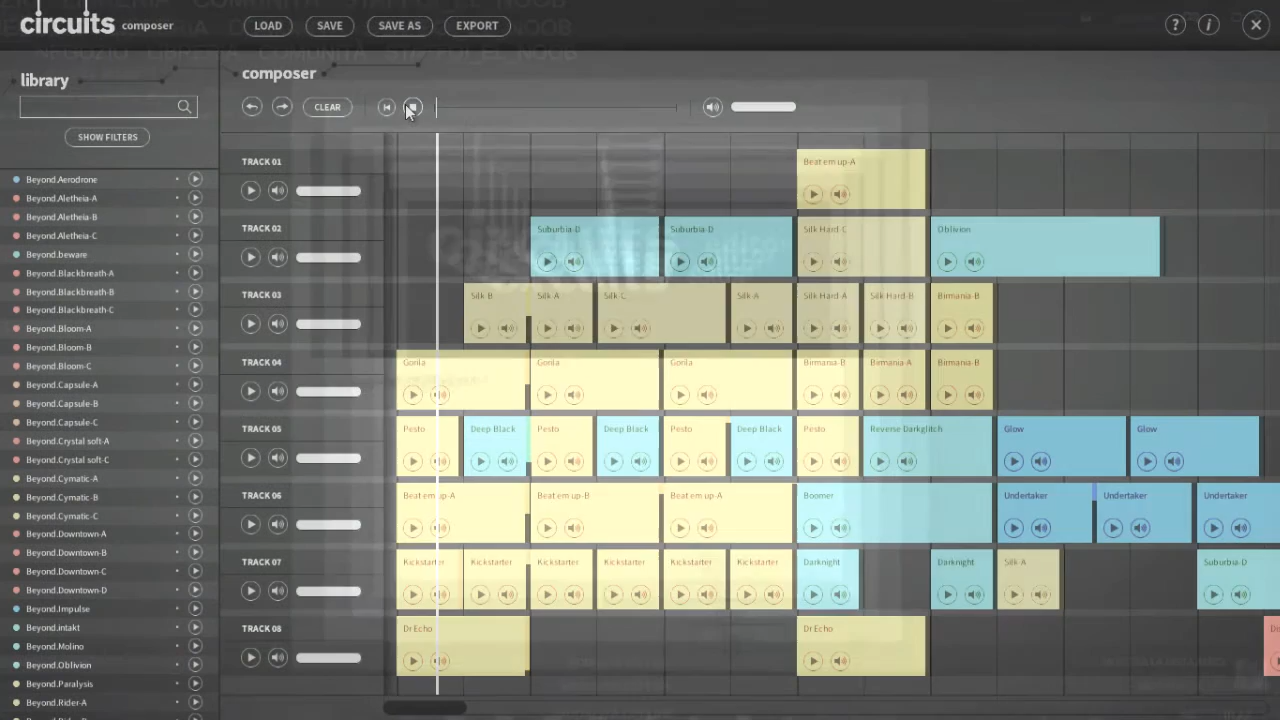 circuits composer LOAD SAVE SAVE AS EXPORT ? i
NEGOZIO LIBRERIA COMUNITÀ STAFFOI_EL_NOOB
library composer
CLEAR
SHOW FILTERS
TRACK 01 Beat em up-A
Beyond.Aerodrone
Beyond.Aletheia-A
Beyond.Aletheia-B
Beyond.Aletheia-C
Beyond.beware
Beyond.Blackbreath-A
Beyond.Blackbreath-B
Beyond.Blackbreath-C
Beyond.Bloom-A
Beyond.Bloom-B
Beyond.Bloom-C
Beyond.Capsule-A
Beyond.Capsule-B
Beyond.Capsule-C
Beyond.Crystal soft-A
Beyond.Crystal soft-C
Beyond.Cymatic-A
Beyond.Cymatic-B
Beyond.Cymatic-C
Beyond.Downtown-A
Beyond.Downtown-B
Beyond.Downtown-C
Beyond.Downtown-D
Beyond.Impulse
Beyond.intakt
Beyond.Molino
Beyond.Oblivion
Beyond.Paralysis
Beyond.Rider-A
TRACK 02 Suburbia-D Suburbia-D Silk Hard-C Oblivion
TRACK 03 Silk-B Silk-A Silk-C Silk-A Silk Hard-A Silk Hard-B Birmania-B
TRACK 04 Gorila Gorila Gorila Birmania-B Birmania-A Birmania-B
TRACK 05 Pesto Deep Black Pesto Deep Black Pesto Deep Black Pesto Reverse Darkglitch Glow Glow
TRACK 06 Beat em up-A Beat em up-B Beat em up-A Boomer Undertaker Undertaker Undertaker
TRACK 07 Kickstarter Kickstarter Kickstarter Kickstarter Kickstarter Kickstarter Darknight Darknight Silk-A Suburbia-D
TRACK 08 Dr Echo Dr Echo